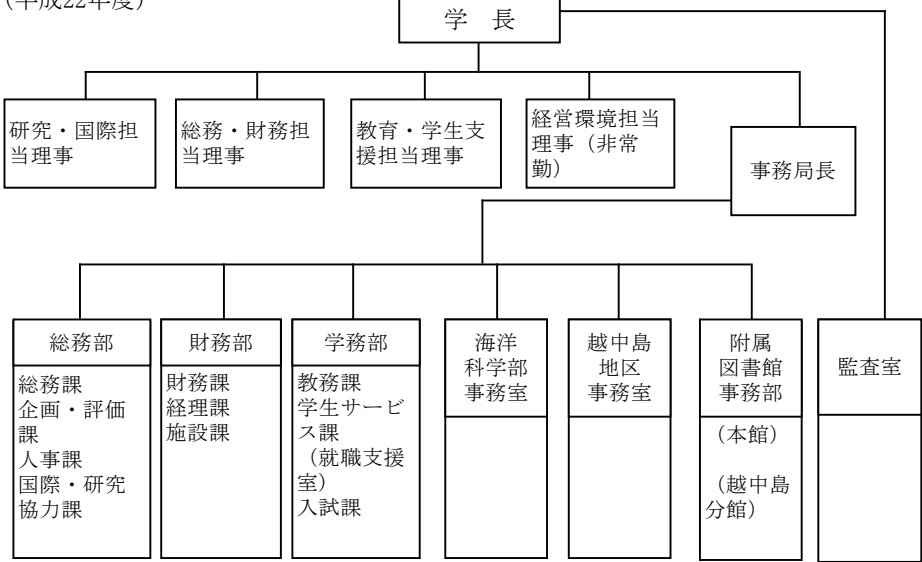 （平成22年度）
学　長
研究・国際担
当理事
総務・財務担
当理事
教育・学生支
援担当理事
経営環境担当
理事（非常
勤）
事務局長
総務部
総務課
企画・評価
課
人事課
国際・研究
協力課
財務部
財務課
経理課
施設課
学務部
教務課
学生サービ
ス課
（就職支援
室）
入試課
海洋
科学部
事務室
越中島
地区
事務室
附属
図書館
事務部
（本館）
（越中島
分館）
監査室